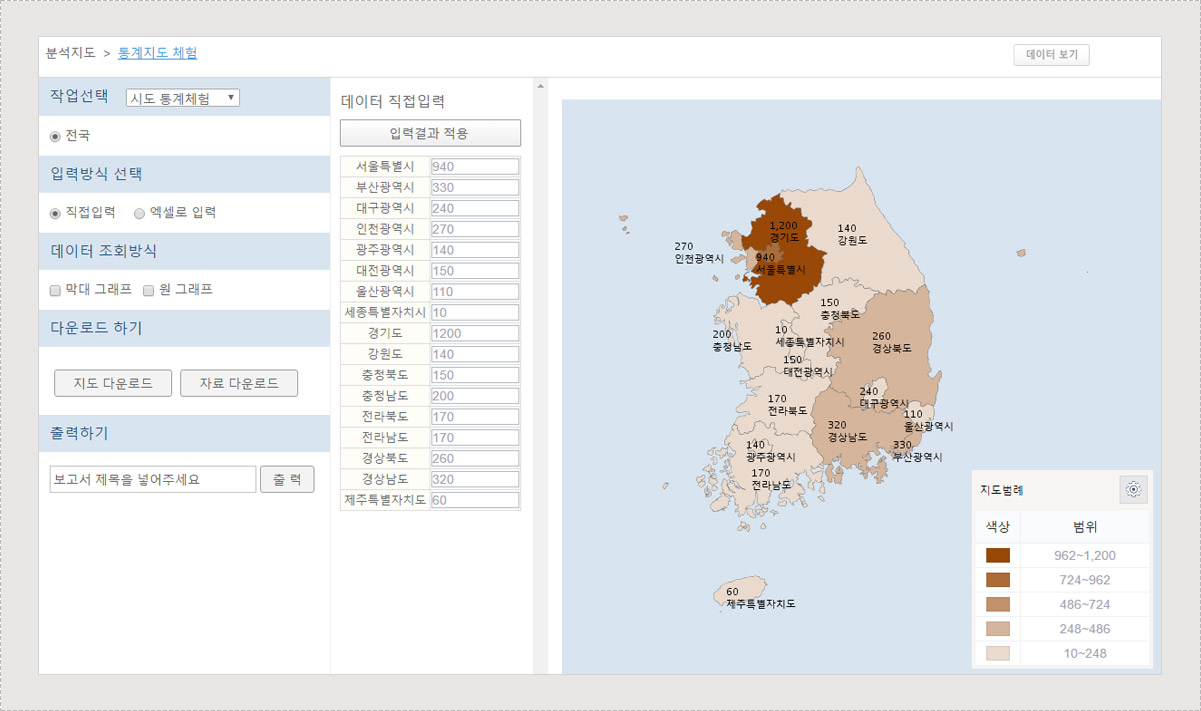 분석지도 > 통계지도 체험
데이터 보기
작업선택 시도 통계체험
전국
입력방식 선택
직접입력 엑셀로 입력
데이터 조회방식
막대 그래프 원 그래프
다운로드 하기
지도 다운로드 자료 다운로드
출력하기
보고서 제목을 넣어주세요 출 력
데이터 직접입력
입력결과 적용
서울특별시 940
부산광역시 330
대구광역시 240
인천광역시 270
광주광역시 140
대전광역시 150
울산광역시 110
세종특별자치시 10
경기도 1200
강원도 140
충청북도 150
충청남도 200
전라북도 170
전라남도 170
경상북도 260
경상남도 320
제주특별자치도 60
1,200
경기도
140
강원도
270
인천광역시
940
서울특별시
150
충청북도
200
충청남도
10
세종특별자치시
260
경상북도
150
대전광역시
240
대구광역시
170
전라북도
110
울산광역시
320
경상남도
330
부산광역시
140
광주광역시
170
전라남도
60
제주특별자치도
지도범례
색상 범위
962~1,200
724~962
486~724
248~486
10~248